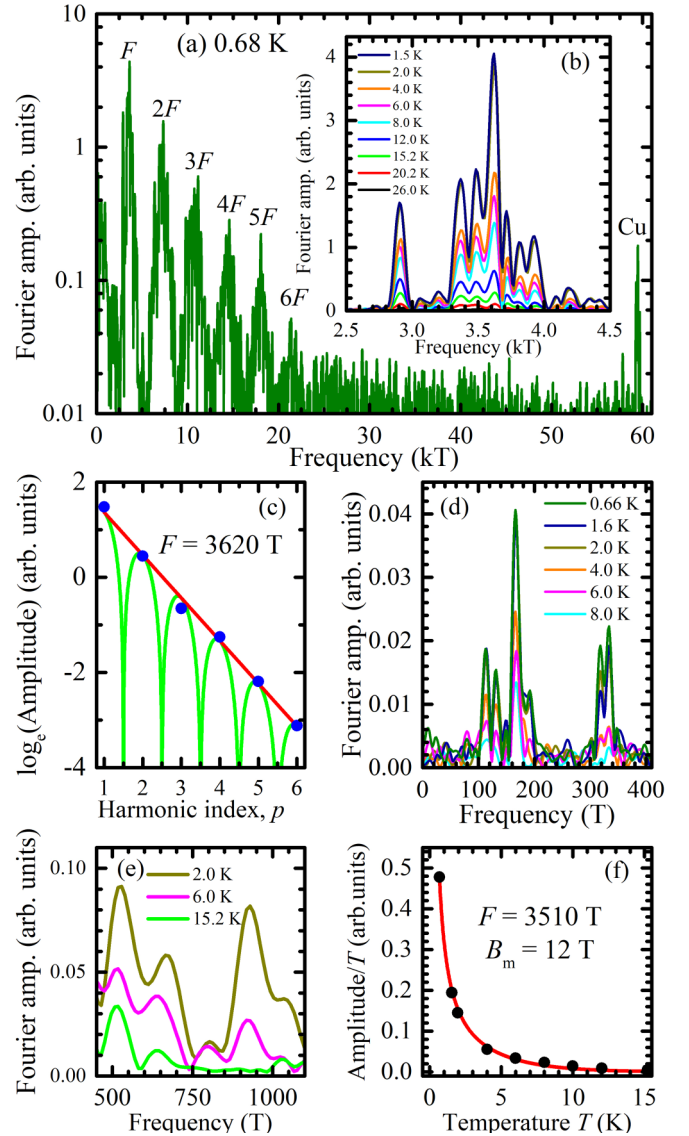 (a) 0.68 K
F
2F
3F
4F
5F
6F
Cu
10
1
0.1
0.01
Fourier amp. (arb. units)
0 10 20 30 40 50 60
Frequency (kT)
(b)
1.5 K
2.0 K
4.0 K
6.0 K
8.0 K
12.0 K
15.2 K
20.2 K
26.0 K
4
3
2
1
0
Fourier amp. (arb. units)
2.5 3.0 3.5 4.0 4.5
Frequency (kT)
(c)
F = 3620 T
2
0
-2
-4
logₑ(Amplitude) (arb. units)
1 2 3 4 5 6
Harmonic index, p
(d)
0.66 K
1.6 K
2.0 K
4.0 K
6.0 K
8.0 K
0.04
0.03
0.02
0.01
0.00
Fourier amp. (arb. units)
0 100 200 300 400
Frequency (T)
(e)
2.0 K
6.0 K
15.2 K
0.10
0.05
0.00
Fourier amp. (arb. units)
500 750 1000
Frequency (T)
(f)
F = 3510 T
Bₘ = 12 T
0.5
0.4
0.3
0.2
0.1
0.0
Amplitude/T (arb.units)
0 5 10 15
Temperature T (K)